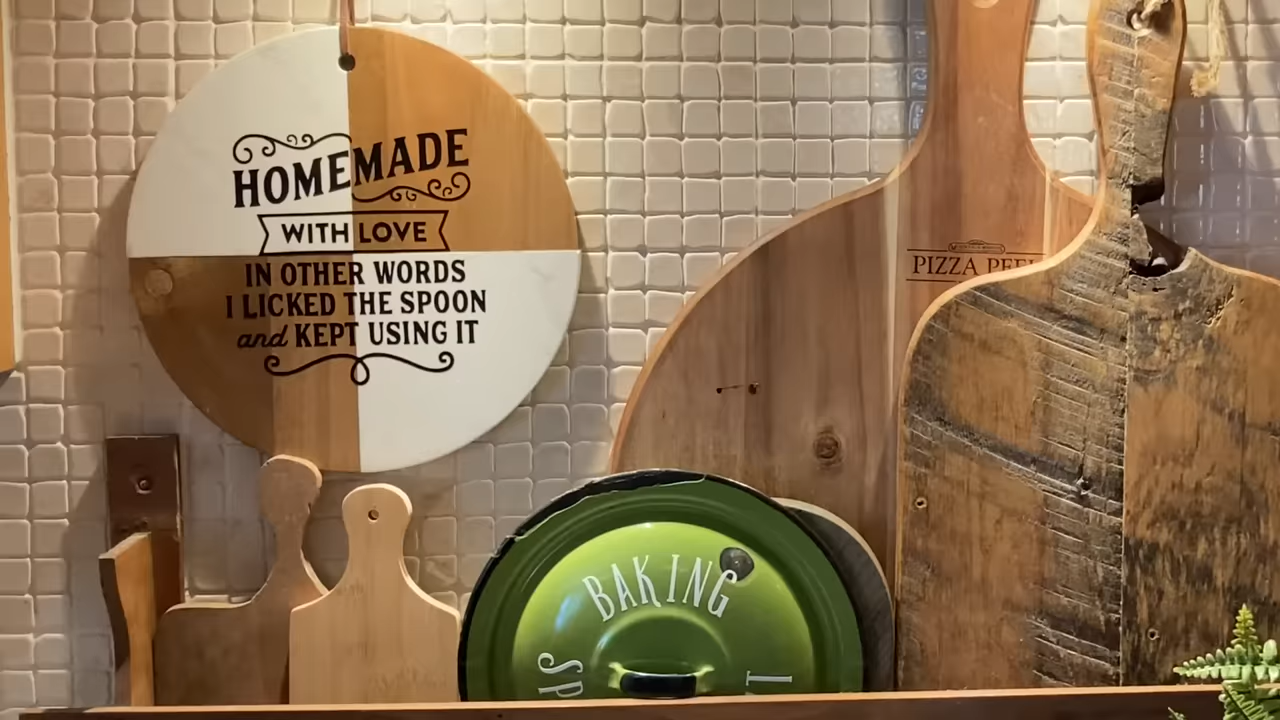 HOMEMADE
WITH LOVE
IN OTHER WORDS
I LICKED THE SPOON
and KEPT USING IT
PIZZA PEEL
BAKING